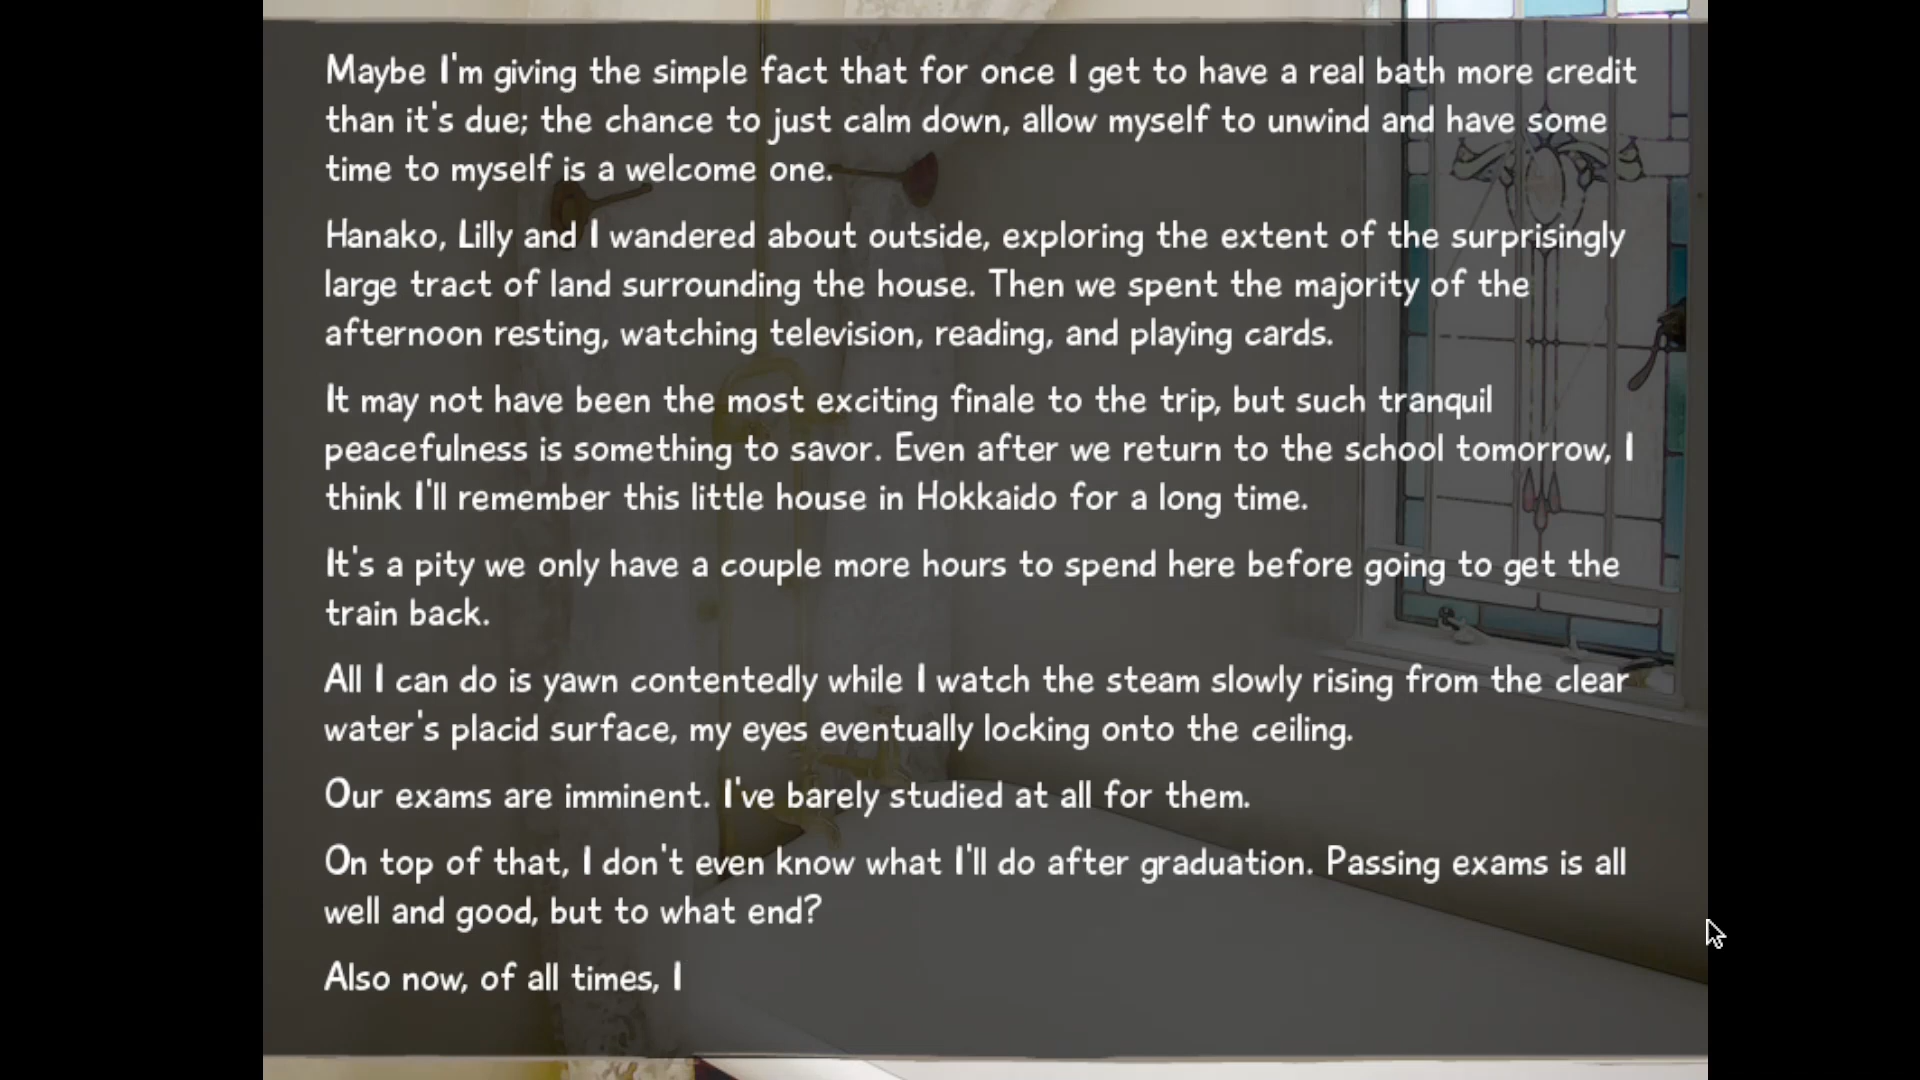 Maybe I'm giving the simple fact that for once I get to have a real bath more credit
than it's due; the chance to just calm down, allow myself to unwind and have some
time to myself is a welcome one.
Hanako, Lilly and I wandered about outside, exploring the extent of the surprisingly
large tract of land surrounding the house. Then we spent the majority of the
afternoon resting, watching television, reading, and playing cards.
It may not have been the most exciting finale to the trip, but such tranquil
peacefulness is something to savor. Even after we return to the school tomorrow, I
think I'll remember this little house in Hokkaido for a long time.
It's a pity we only have a couple more hours to spend here before going to get the
train back.
All I can do is yawn contentedly while I watch the steam slowly rising from the clear
water's placid surface, my eyes eventually locking onto the ceiling.
Our exams are imminent. I've barely studied at all for them.
On top of that, I don't even know what I'll do after graduation. Passing exams is all
well and good, but to what end?
Also now, of all times, I